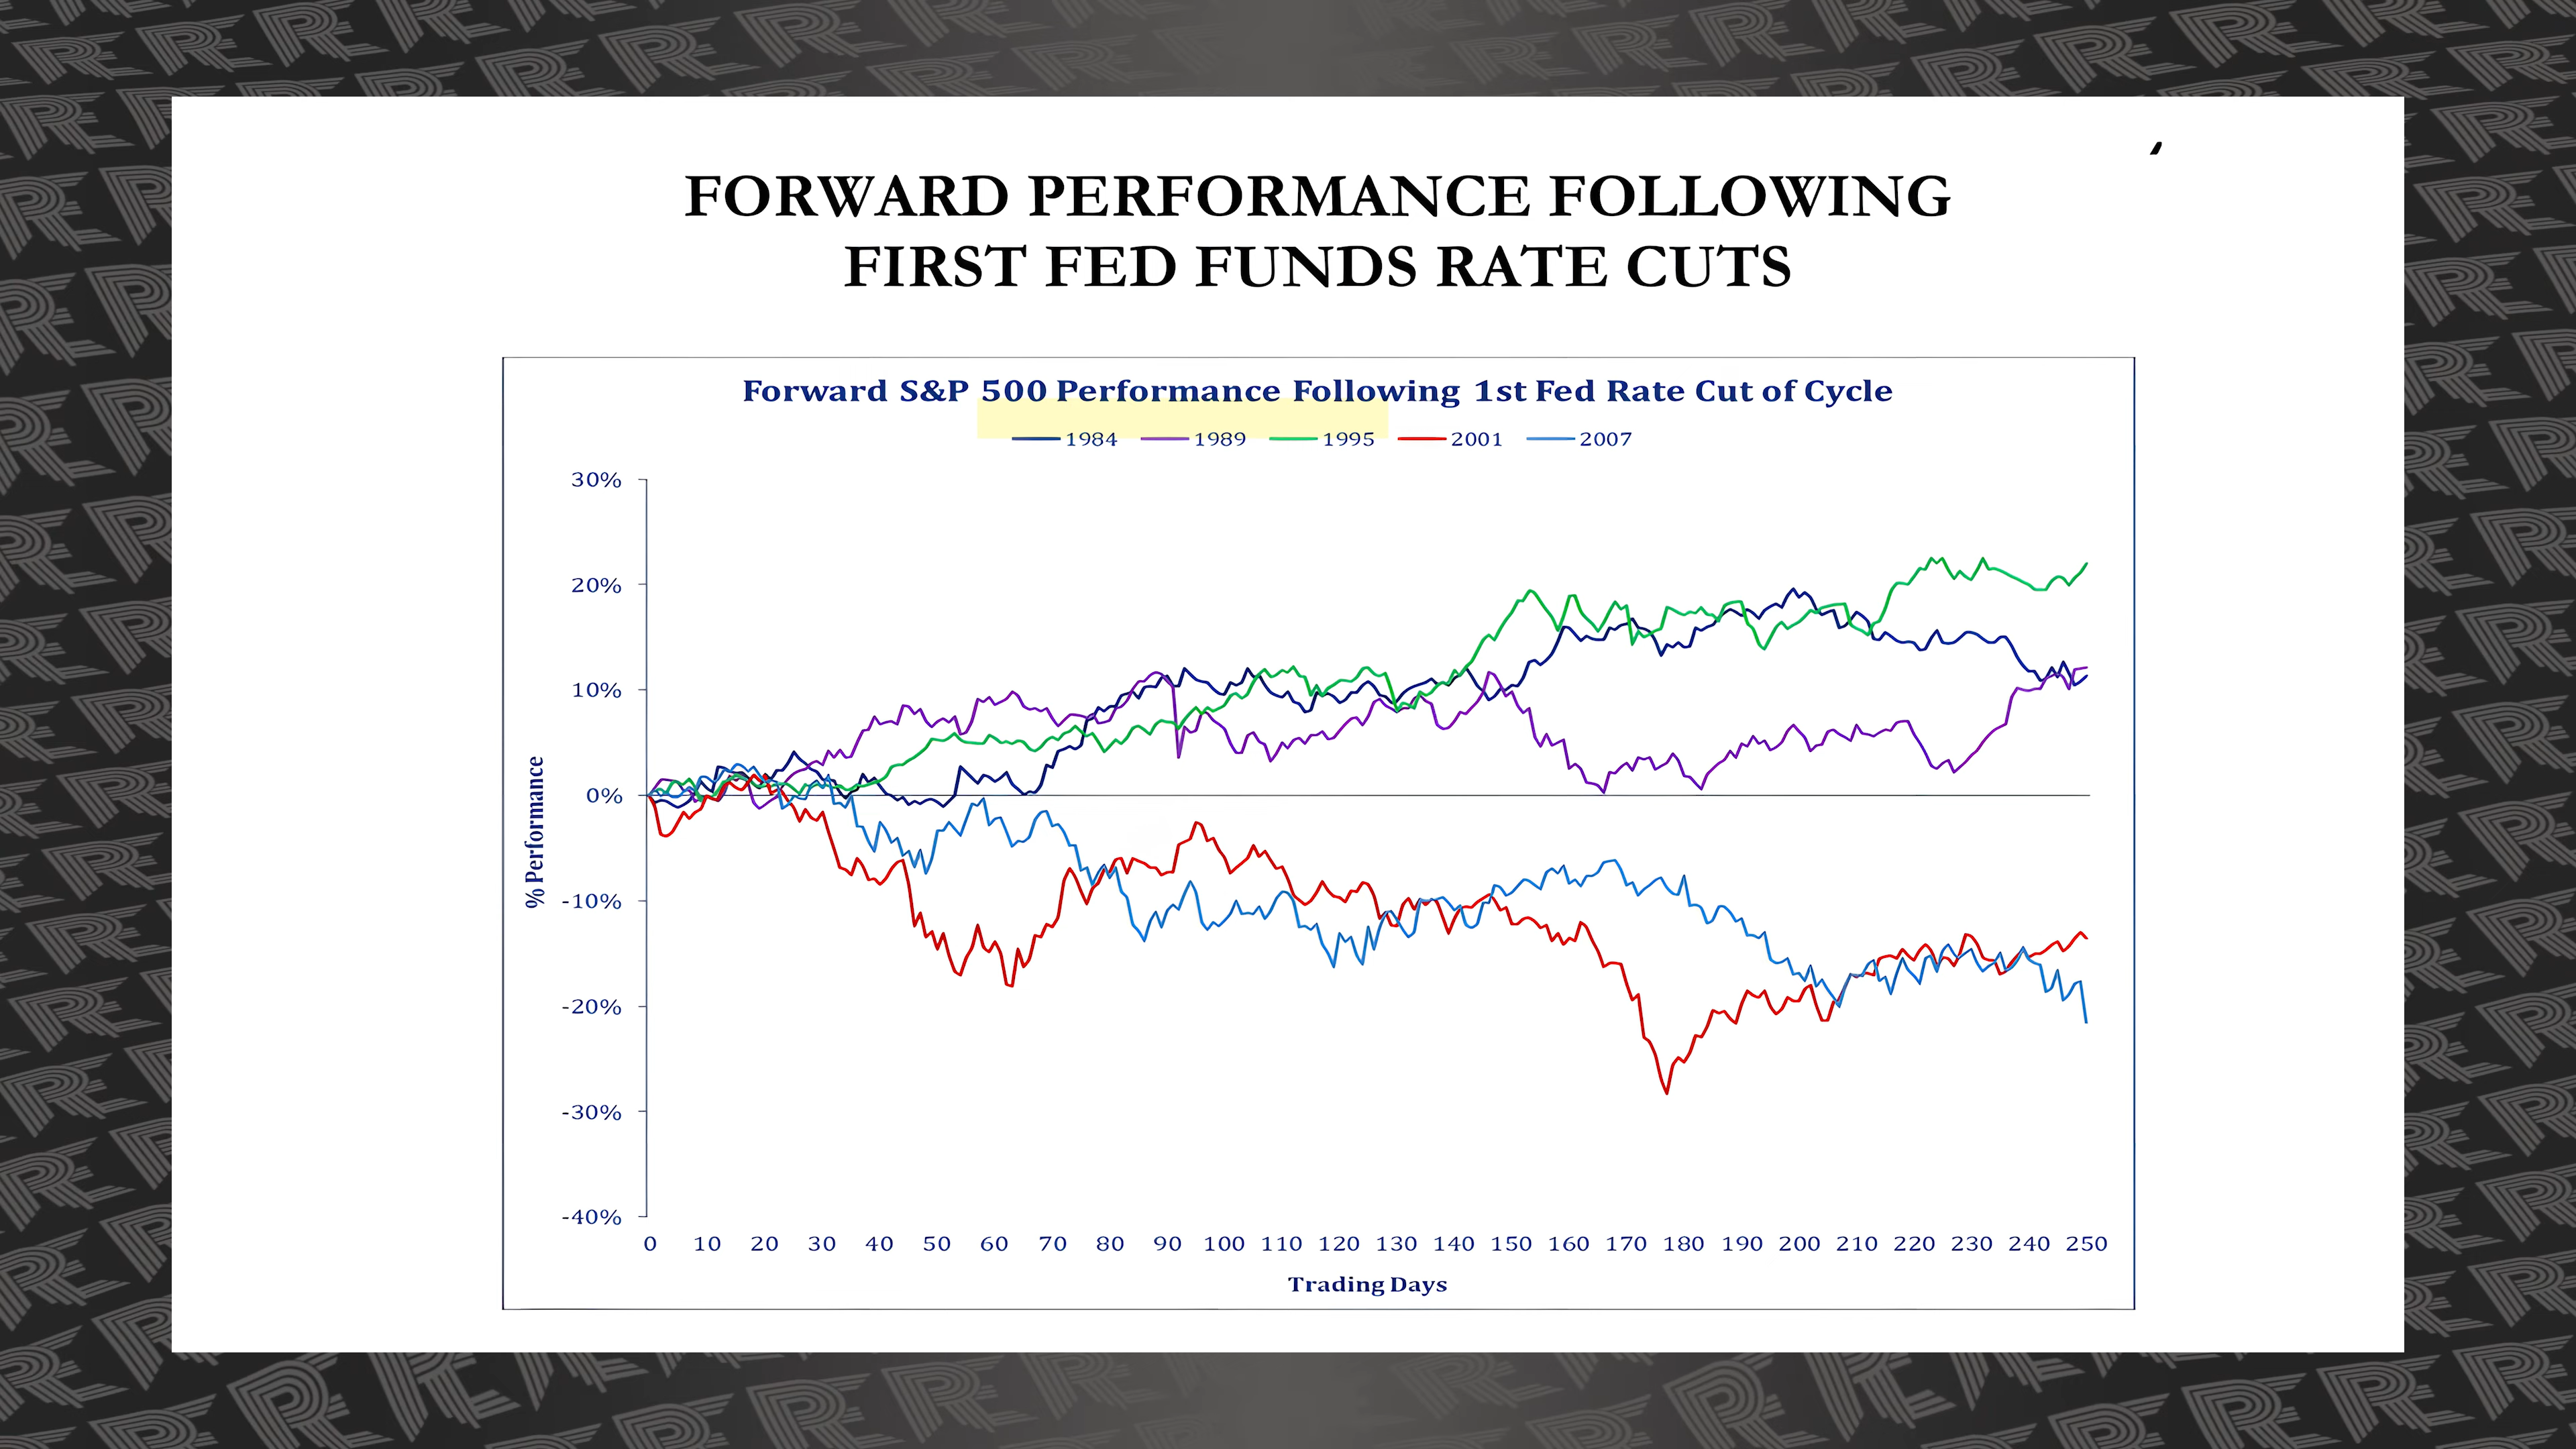 FORWARD PERFORMANCE FOLLOWING
FIRST FED FUNDS RATE CUTS
Forward S&P 500 Performance Following 1st Fed Rate Cut of Cycle
1984 1989 1995 2001 2007
30%
20%
10%
0%
-10%
-20%
-30%
-40%
% Performance
0 10 20 30 40 50 60 70 80 90 100 110 120 130 140 150 160 170 180 190 200 210 220 230 240 250
Trading Days